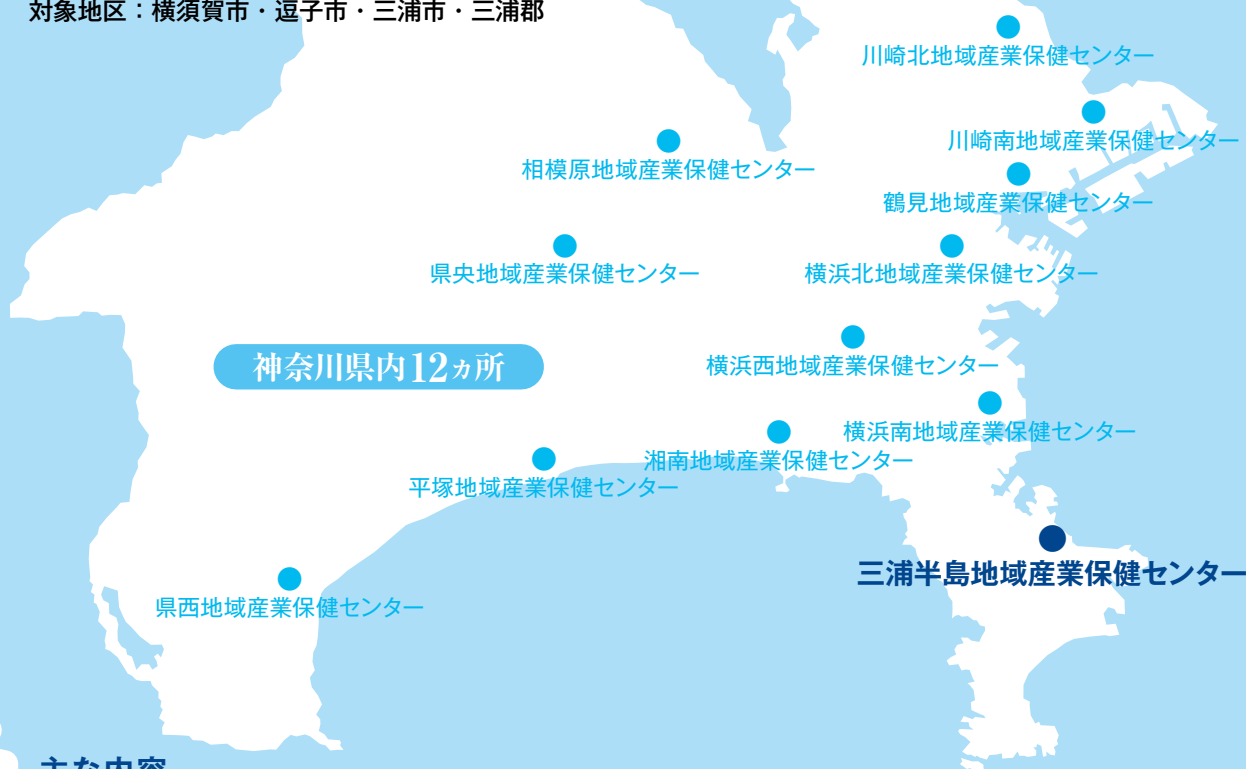 対象地区：横須賀市・逗子市・三浦市・三浦郡
川崎北地域産業保健センター
川崎南地域産業保健センター
相模原地域産業保健センター
鶴見地域産業保健センター
県央地域産業保健センター
横浜北地域産業保健センター
神奈川県内12ヵ所
横浜西地域産業保健センター
横浜南地域産業保健センター
湘南地域産業保健センター
平塚地域産業保健センター
三浦半島地域産業保健センター
県西地域産業保健センター
主な内容